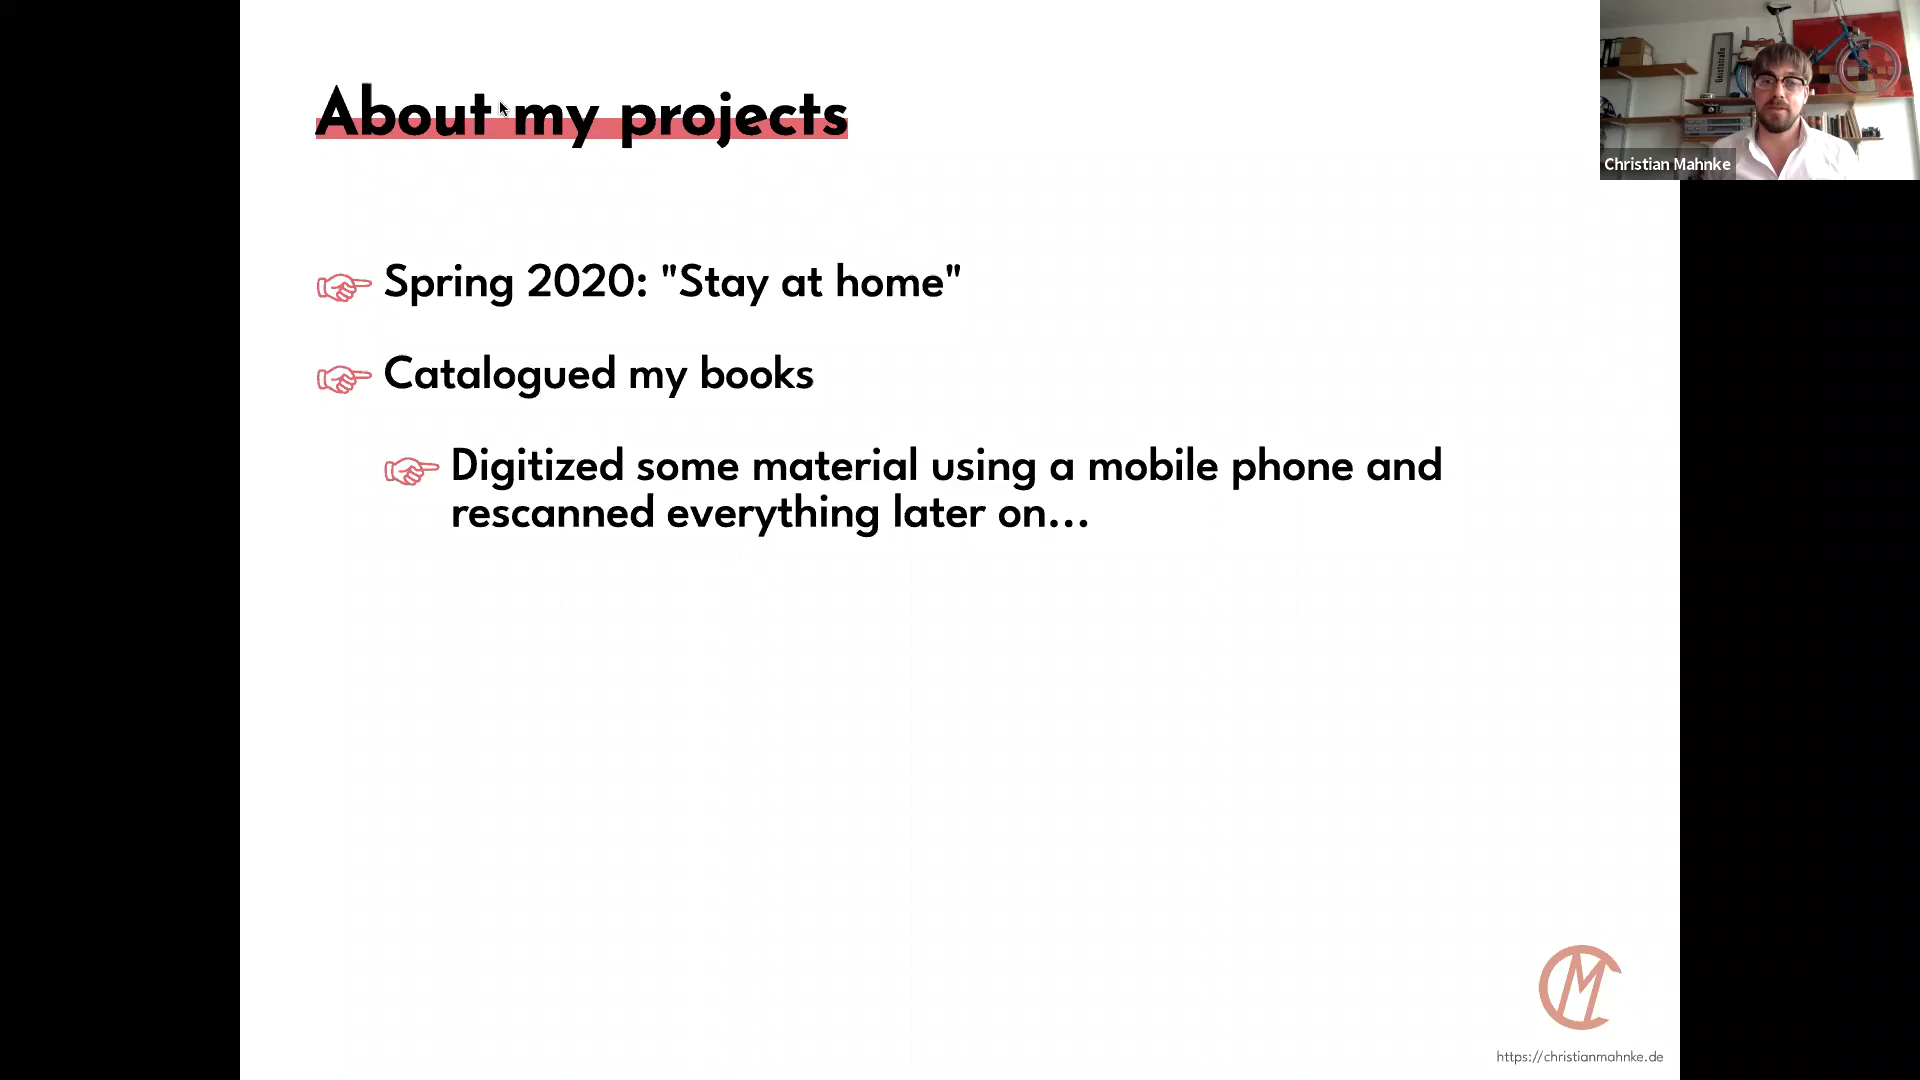 About my projects
Spring 2020: "Stay at home"
Catalogued my books
Digitized some material using a mobile phone and
rescanned everything later on...
Christian Mahnke
CM
https://christianmahnke.de